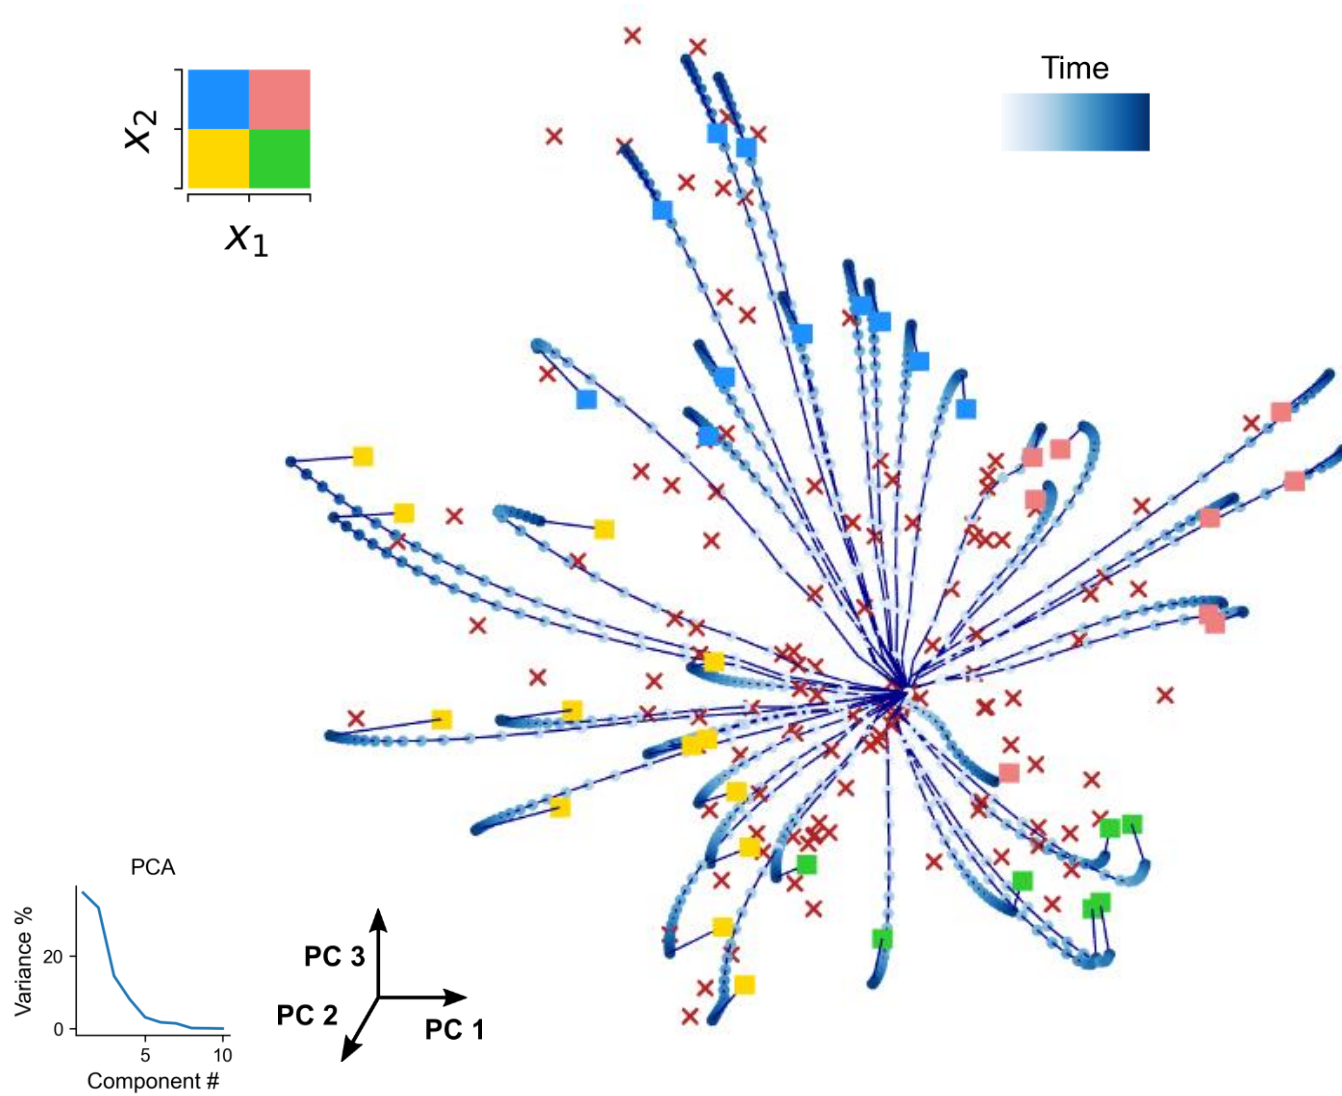 Time
x₂
x₁
PCA
Variance %
20
0
5
10
Component #
PC 3
PC 2
PC 1